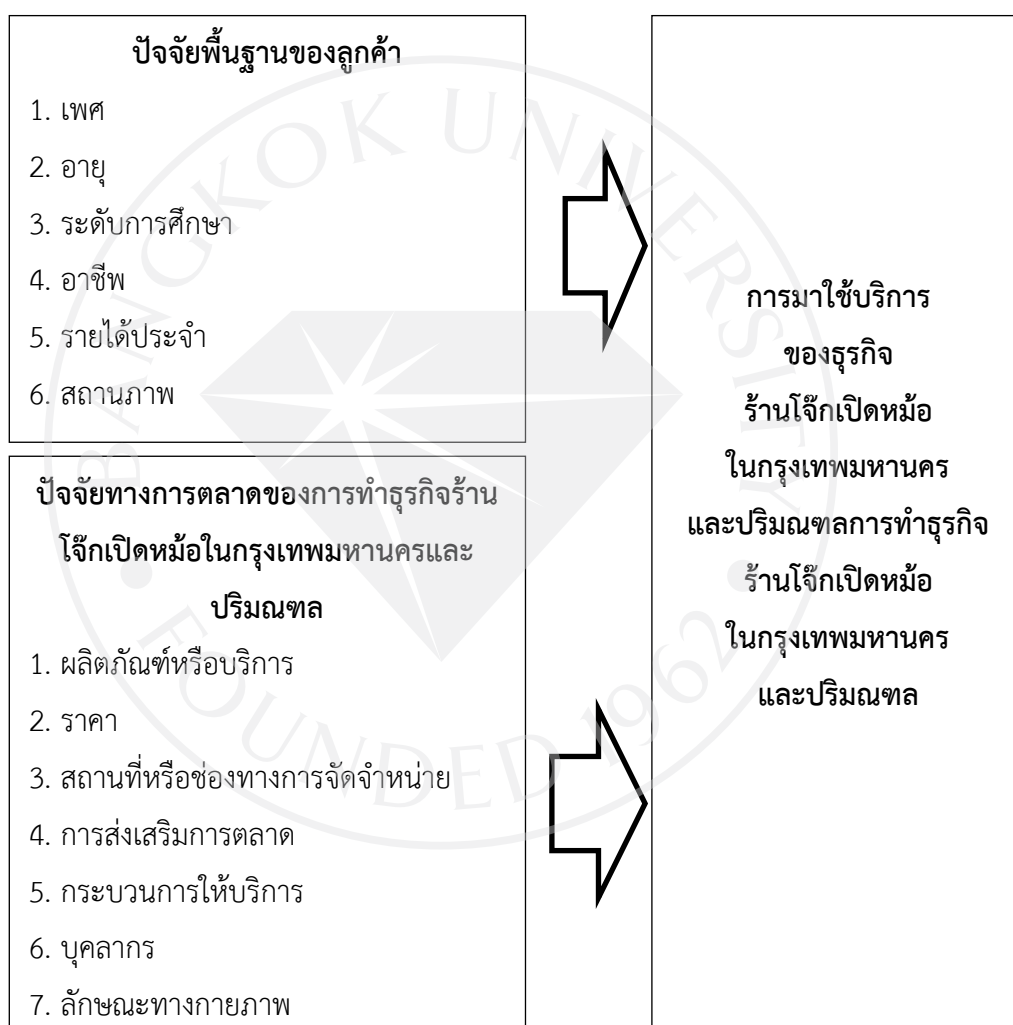 ปัจจัยพื้นฐานของลูกค้า
1. เพศ
2. อายุ
3. ระดับการศึกษา
4. อาชีพ
5. รายได้ประจำ
6. สถานภาพ
ปัจจัยทางการตลาดของการทำธุรกิจร้าน
โจ๊กเปิดหม้อในกรุงเทพมหานครและ
ปริมณฑล
1. ผลิตภัณฑ์หรือบริการ
2. ราคา
3. สถานที่หรือช่องทางการจัดจำหน่าย
4. การส่งเสริมการตลาด
5. กระบวนการให้บริการ
6. บุคลากร
7. ลักษณะทางกายภาพ
การมาใช้บริการ
ของธุรกิจ
ร้านโจ๊กเปิดหม้อ
ในกรุงเทพมหานคร
และปริมณฑลการทำธุรกิจ
ร้านโจ๊กเปิดหม้อ
ในกรุงเทพมหานคร
และปริมณฑล
BANGKOK UNIVERSITY
FOUNDED 1962